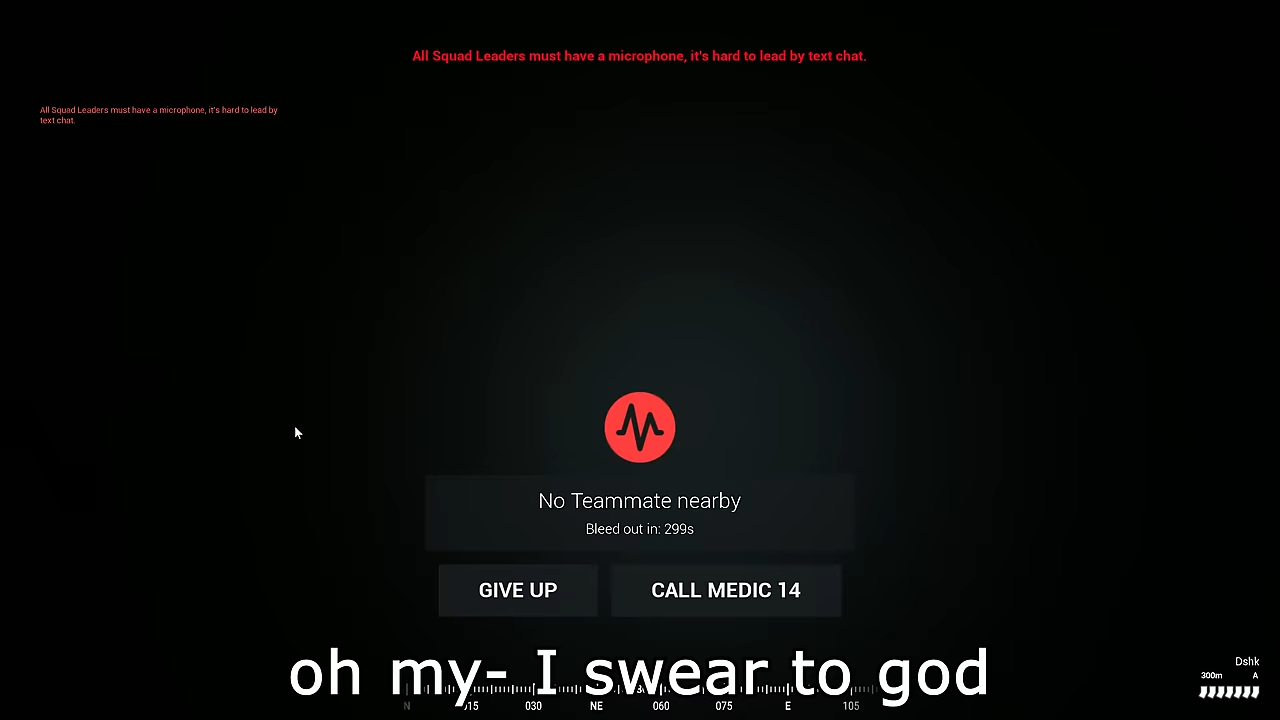 All Squad Leaders must have a microphone, it's hard to lead by text chat.
All Squad Leaders must have a microphone, it's hard to lead by
text chat.
No Teammate nearby
Bleed out in: 299s
GIVE UP
CALL MEDIC 14
oh my- I swear to god
Dshk
300m A
N 015 030 NE 060 075 E 105